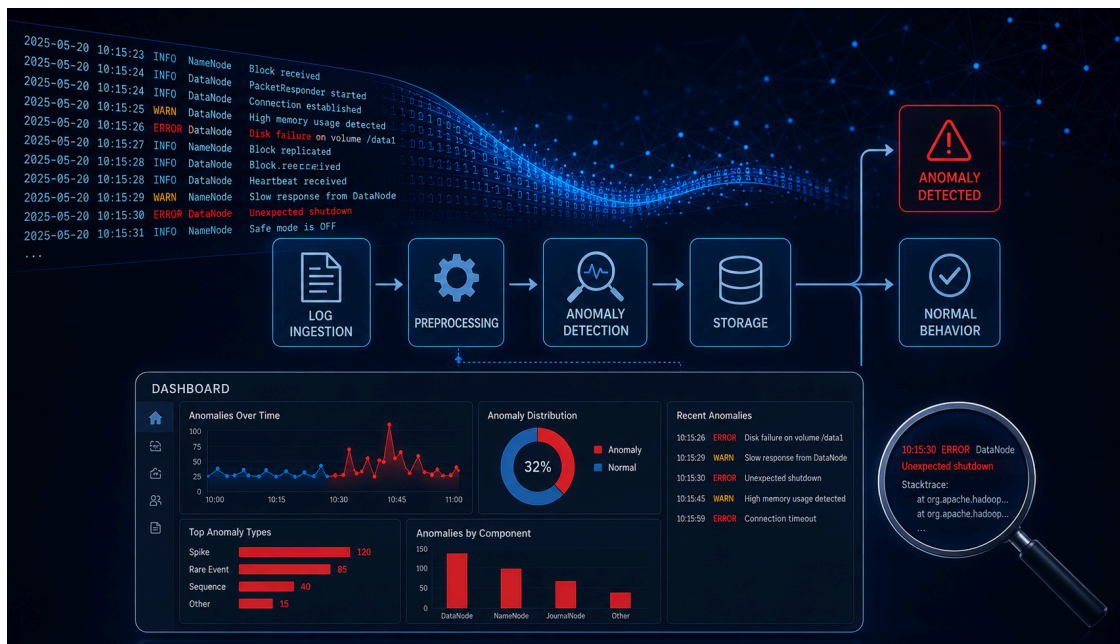 2025-05-20 10:15:23 INFO NameNode Block received
2025-05-20 10:15:24 INFO DataNode PacketResponder started
2025-05-20 10:15:24 INFO DataNode Connection established
2025-05-20 10:15:25 WARN DataNode High memory usage detected
2025-05-20 10:15:26 ERROR DataNode Disk failure on volume /data1
2025-05-20 10:15:27 INFO NameNode Block replicated
2025-05-20 10:15:28 INFO DataNode
2025-05-20 10:15:28 INFO DataNode Heartbeat received
2025-05-20 10:15:29 WARN NameNode Slow response from DataNode
2025-05-20 10:15:30 ERROR DataNode Unexpected shutdown
2025-05-20 10:15:31 INFO NameNode Safe mode is OFF
...
ANOMALY
DETECTED
LOG
INGESTION
PREPROCESSING
ANOMALY
DETECTION
STORAGE
NORMAL
BEHAVIOR
DASHBOARD
Anomalies Over Time
100
75
50
25
0
10:00 10:15 10:30 10:45 11:00
Anomaly Distribution
32%
Anomaly
Normal
Recent Anomalies
10:15:26 ERROR Disk failure on volume /data1
10:15:29 WARN Slow response from DataNode
10:15:30 ERROR Unexpected shutdown
10:15:45 WARN High memory usage detected
10:15:59 ERROR Connection timeout
Top Anomaly Types
Spike 120
Rare Event 85
Sequence 40
Other 15
Anomalies by Component
150
100
50
0
DataNode NameNode JournalNode Other
10:15:30 ERROR DataNode
Unexpected shutdown
Stacktrace:
at org.apache.hadoop...
at org.apache.hadoop...
...